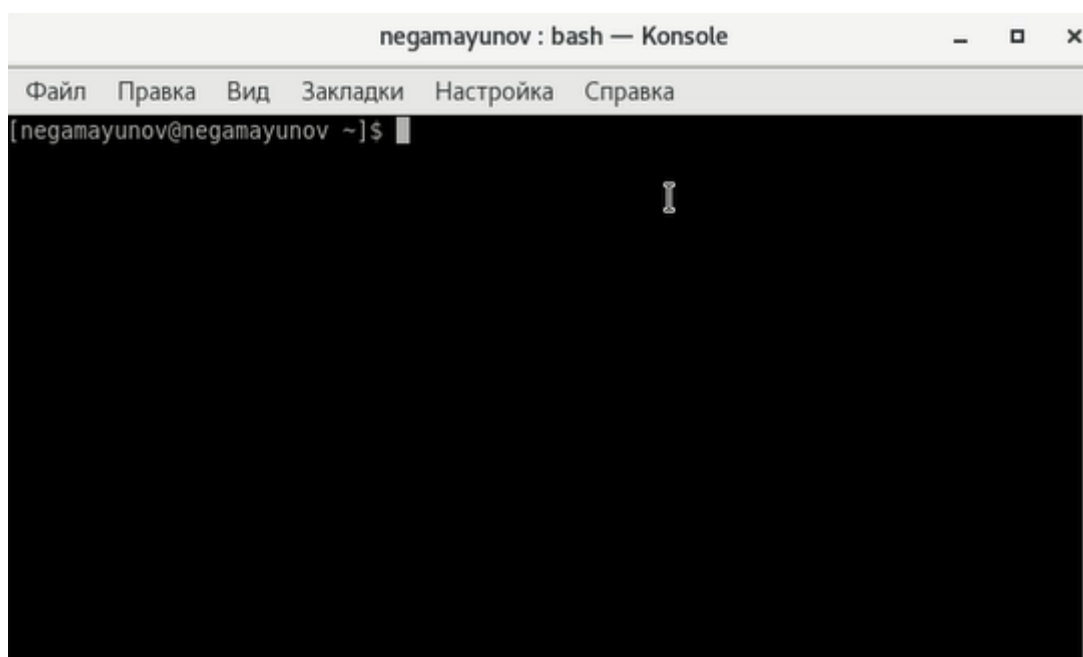 negamayunov : bash — Konsole
Файл Правка Вид Закладки Настройка Справка
[negamayunov@negamayunov ~]$